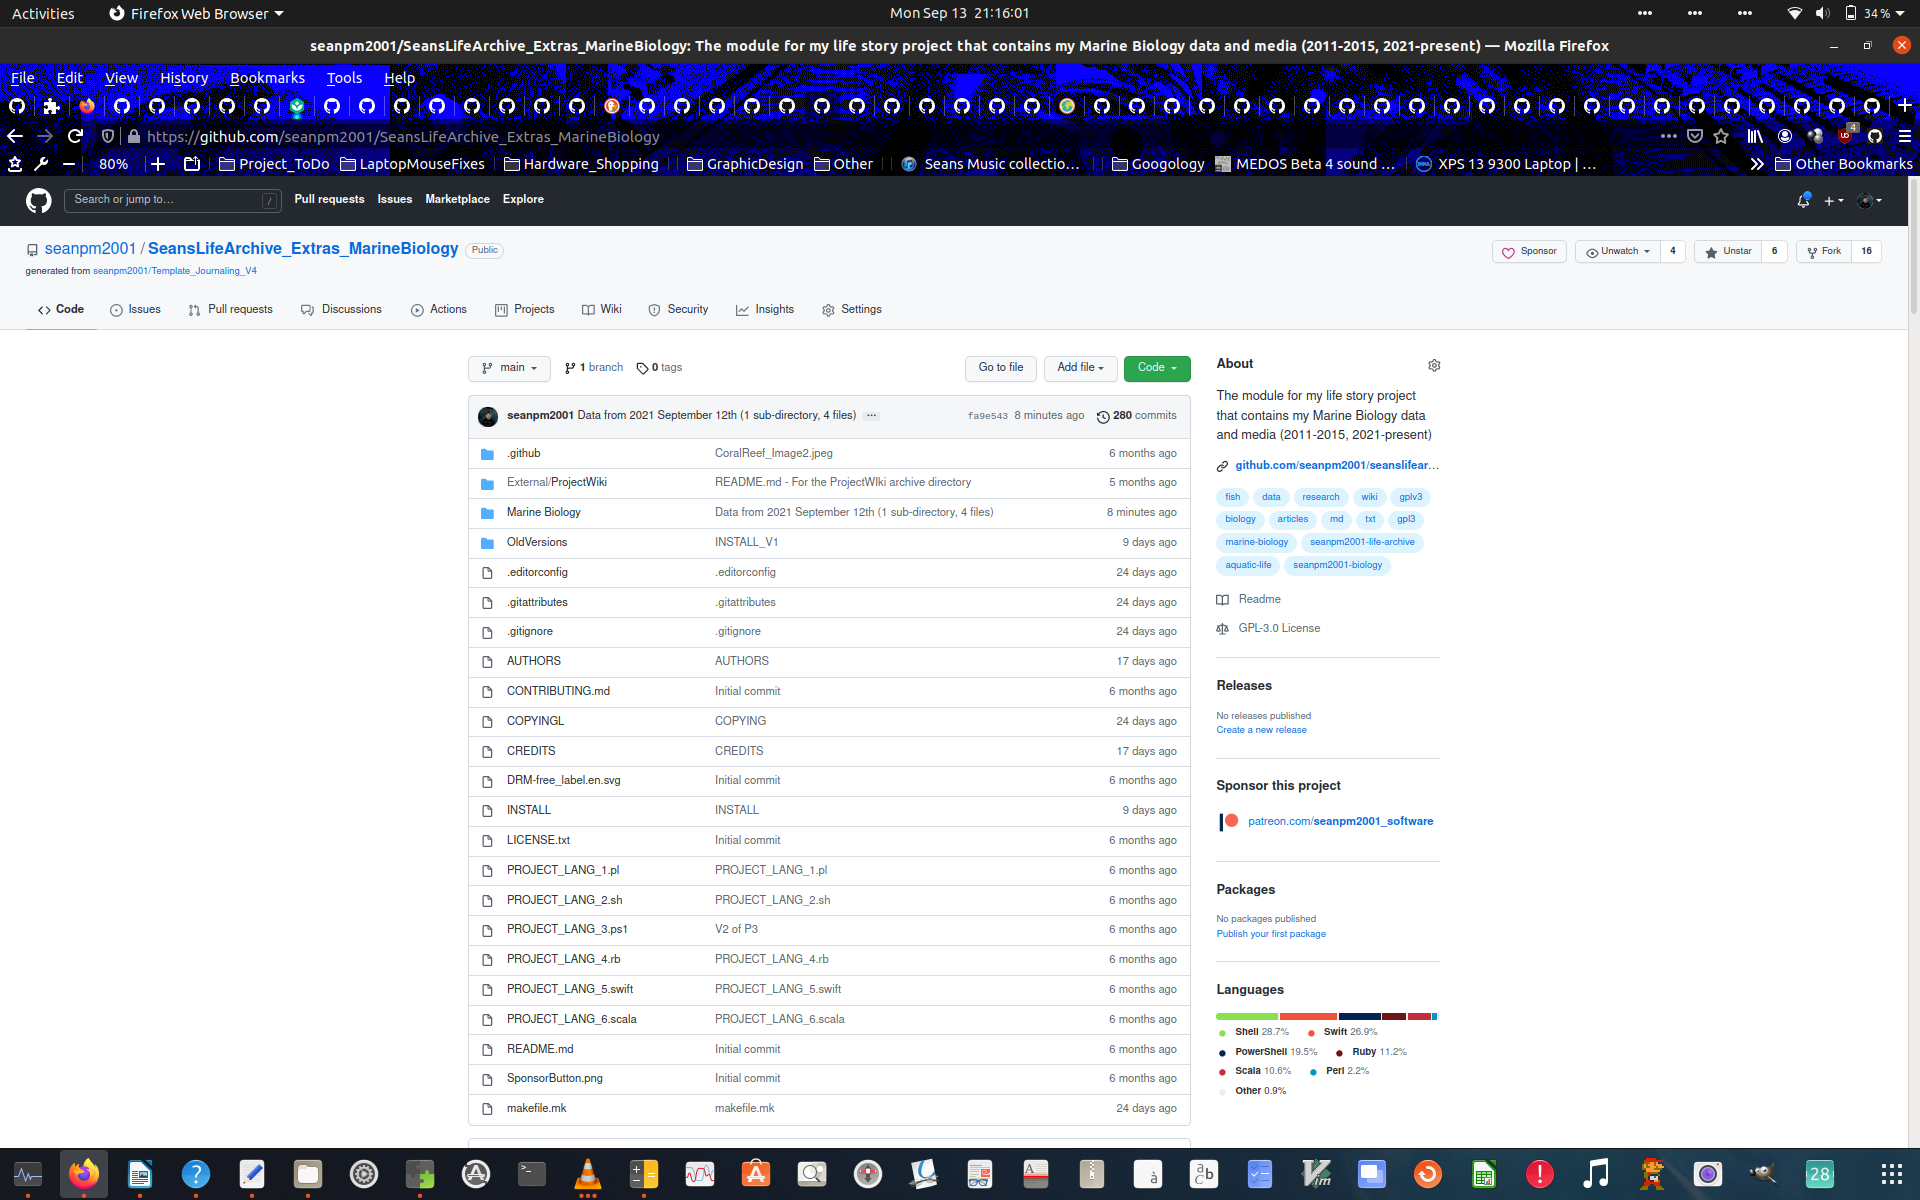 Activities Firefox Web Browser Mon Sep 13 21:16:01 34 %
seanpm2001/SeansLifeArchive_Extras_MarineBiology: The module for my life story project that contains my Marine Biology data and media (2011-2015, 2021-present) — Mozilla Firefox
File Edit View History Bookmarks Tools Help
https://github.com/seanpm2001/SeansLifeArchive_Extras_MarineBiology 4
80% Project_ToDo LaptopMouseFixes Hardware_Shopping GraphicDesign Other Seans Music collectio… Googology MEDOS Beta 4 sound … XPS 13 9300 Laptop | … Other Bookmarks
Search or jump to… / Pull requests Issues Marketplace Explore
seanpm2001 / SeansLifeArchive_Extras_MarineBiology Public Sponsor Unwatch 4 Unstar 6 Fork 16
generated from seanpm2001/Template_Journaling_V4
Code Issues Pull requests Discussions Actions Projects Wiki Security Insights Settings
main 1 branch 0 tags Go to file Add file Code
seanpm2001 Data from 2021 September 12th (1 sub-directory, 4 files) ... fa9e543 8 minutes ago 280 commits
.github CoralReef_Image2.jpeg 6 months ago
External/ProjectWiki README.md - For the ProjectWIki archive directory 5 months ago
Marine Biology Data from 2021 September 12th (1 sub-directory, 4 files) 8 minutes ago
OldVersions INSTALL_V1 9 days ago
.editorconfig .editorconfig 24 days ago
.gitattributes .gitattributes 24 days ago
.gitignore .gitignore 24 days ago
AUTHORS AUTHORS 17 days ago
CONTRIBUTING.md Initial commit 6 months ago
COPYINGL COPYING 24 days ago
CREDITS CREDITS 17 days ago
DRM-free_label.en.svg Initial commit 6 months ago
INSTALL INSTALL 9 days ago
LICENSE.txt Initial commit 6 months ago
PROJECT_LANG_1.pl PROJECT_LANG_1.pl 6 months ago
PROJECT_LANG_2.sh PROJECT_LANG_2.sh 6 months ago
PROJECT_LANG_3.ps1 V2 of P3 6 months ago
PROJECT_LANG_4.rb PROJECT_LANG_4.rb 6 months ago
PROJECT_LANG_5.swift PROJECT_LANG_5.swift 6 months ago
PROJECT_LANG_6.scala PROJECT_LANG_6.scala 6 months ago
README.md Initial commit 6 months ago
SponsorButton.png Initial commit 6 months ago
makefile.mk makefile.mk 24 days ago
About
The module for my life story project
that contains my Marine Biology data
and media (2011-2015, 2021-present)
github.com/seanpm2001/seanslifear…
fish data research wiki gplv3
biology articles md txt gpl3
marine-biology seanpm2001-life-archive
aquatic-life seanpm2001-biology
Readme
GPL-3.0 License
Releases
No releases published
Create a new release
Sponsor this project
patreon.com/seanpm2001_software
Packages
No packages published
Publish your first package
Languages
Shell 28.7% Swift 26.9%
PowerShell 19.5% Ruby 11.2%
Scala 10.6% Perl 2.2%
Other 0.9%
28